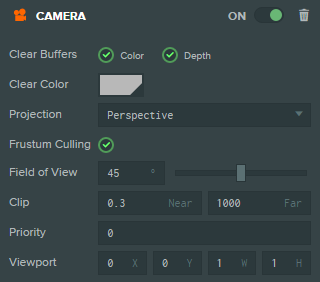 CAMERA ON
Clear Buffers Color Depth
Clear Color
Projection Perspective
Frustum Culling
Field of View 45 °
Clip 0.3 Near 1000 Far
Priority 0
Viewport 0 X 0 Y 1 W 1 H